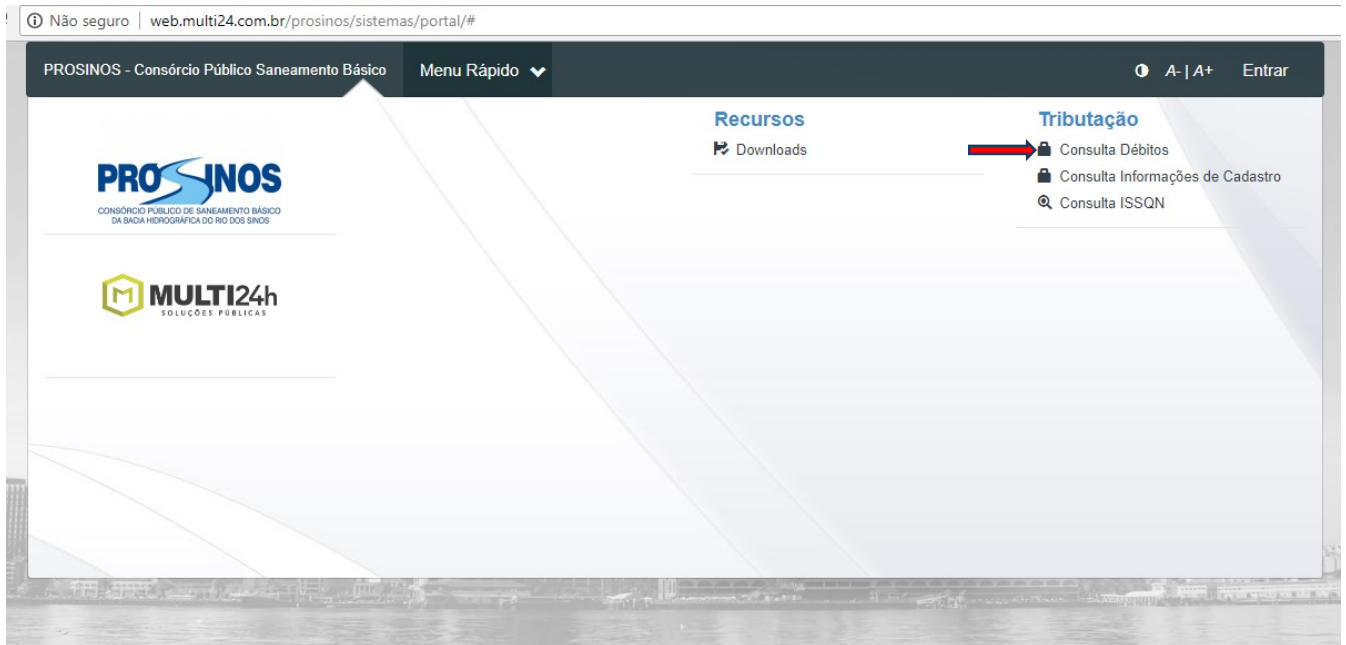 Não seguro | web.multi24.com.br/prosinos/sistemas/portal/#
PROSINOS - Consórcio Público Saneamento Básico Menu Rápido A- | A+ Entrar
PROSINOS
CONSÓRCIO PÚBLICO DE SANEAMENTO BÁSICO
DA BACIA HIDROGRÁFICA DO RIO DOS SINOS
MULTI24h
SOLUÇÕES PÚBLICAS
Recursos
Downloads
Tributação
Consulta Débitos
Consulta Informações de Cadastro
Consulta ISSQN